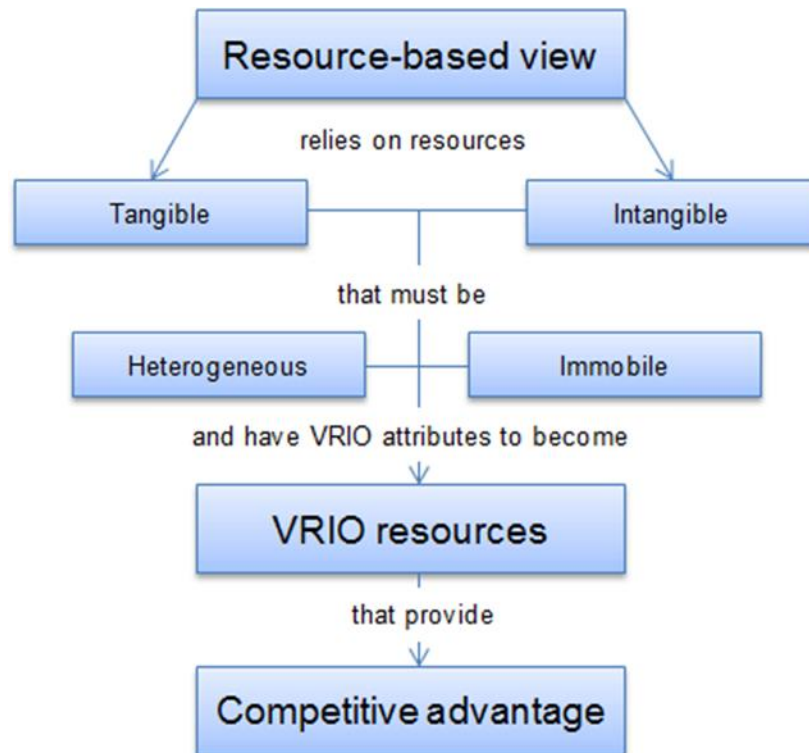 Resource-based view
relies on resources
Tangible
Intangible
that must be
Heterogeneous
Immobile
and have VRIO attributes to become
VRIO resources
that provide
Competitive advantage